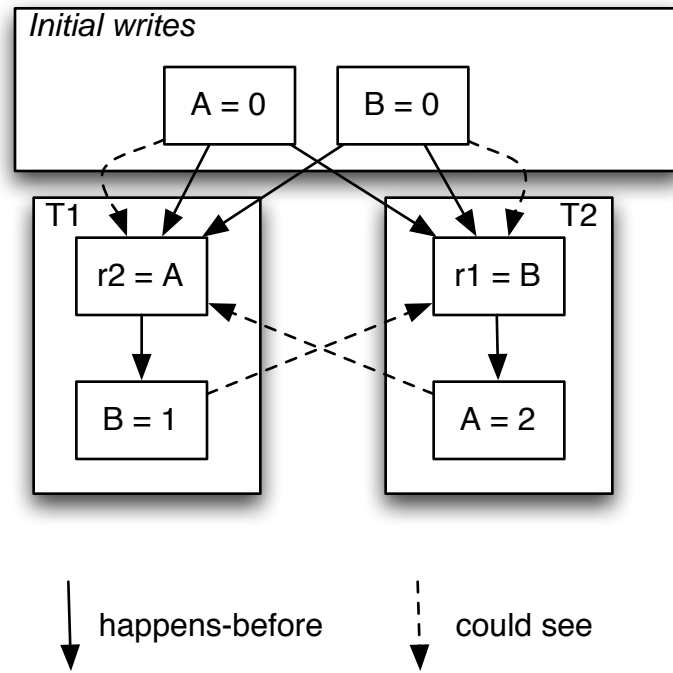 Initial writes
A = 0
B = 0
T1
T2
r2 = A
r1 = B
B = 1
A = 2
happens-before
could see